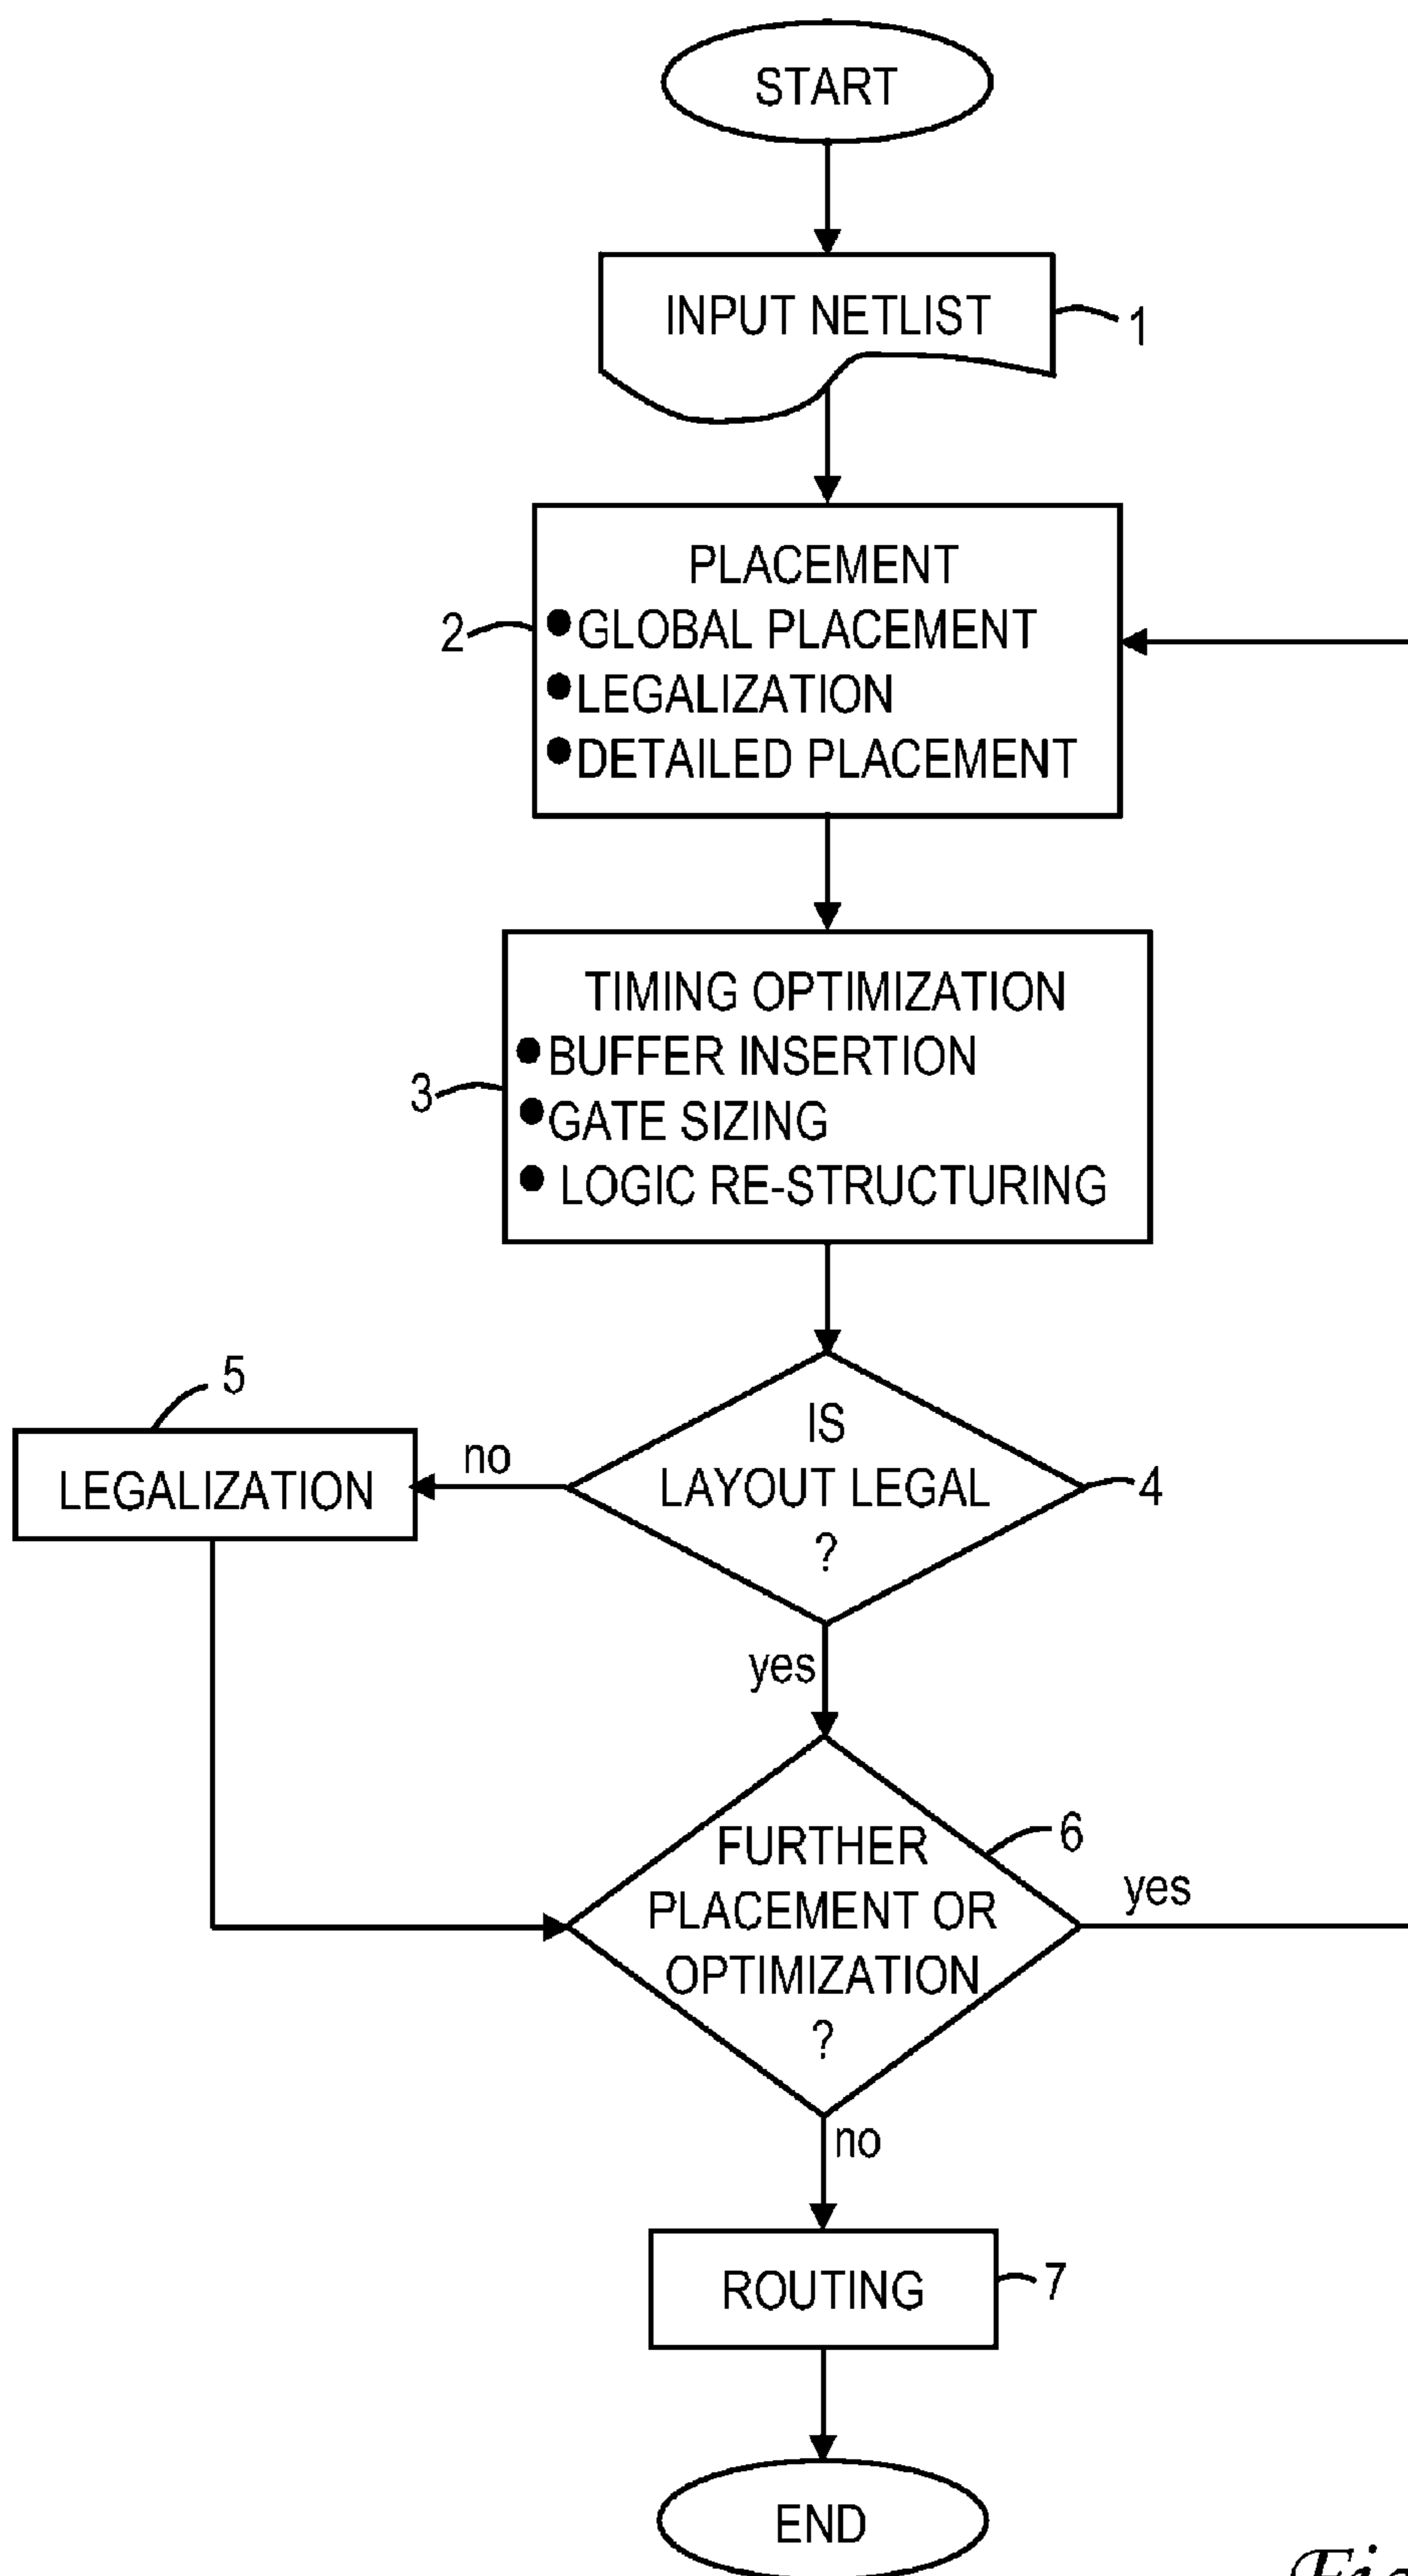 START
INPUT NETLIST
1
PLACEMENT
2
●GLOBAL PLACEMENT
●LEGALIZATION
●DETAILED PLACEMENT
TIMING OPTIMIZATION
●BUFFER INSERTION
3
●GATE SIZING
● LOGIC RE-STRUCTURING
5
LEGALIZATION
no
IS
LAYOUT LEGAL
?
4
yes
FURTHER
PLACEMENT OR
OPTIMIZATION
?
6
yes
no
ROUTING
7
END